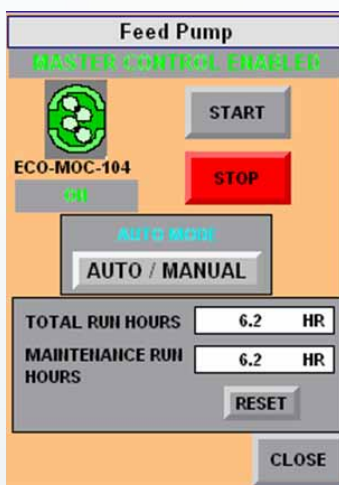 Feed Pump
MASTER CONTROL ENABLED
START
ECO-MOC-104
STOP
ON
AUTO MODE
AUTO / MANUAL
TOTAL RUN HOURS 6.2 HR
MAINTENANCE RUN 6.2 HR
HOURS
RESET
CLOSE